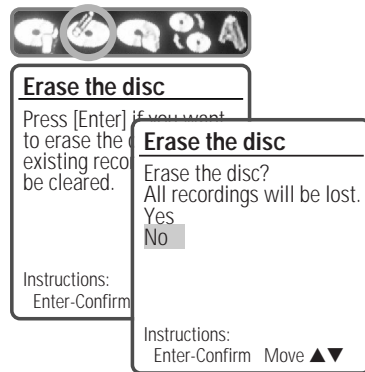 Erase the disc
Press [Enter] if you want
to erase the
existing reco
be cleared.
Instructions:
Enter-Confirm
Erase the disc
Erase the disc?
All recordings will be lost.
Yes
No
Instructions:
Enter-Confirm Move ▲▼